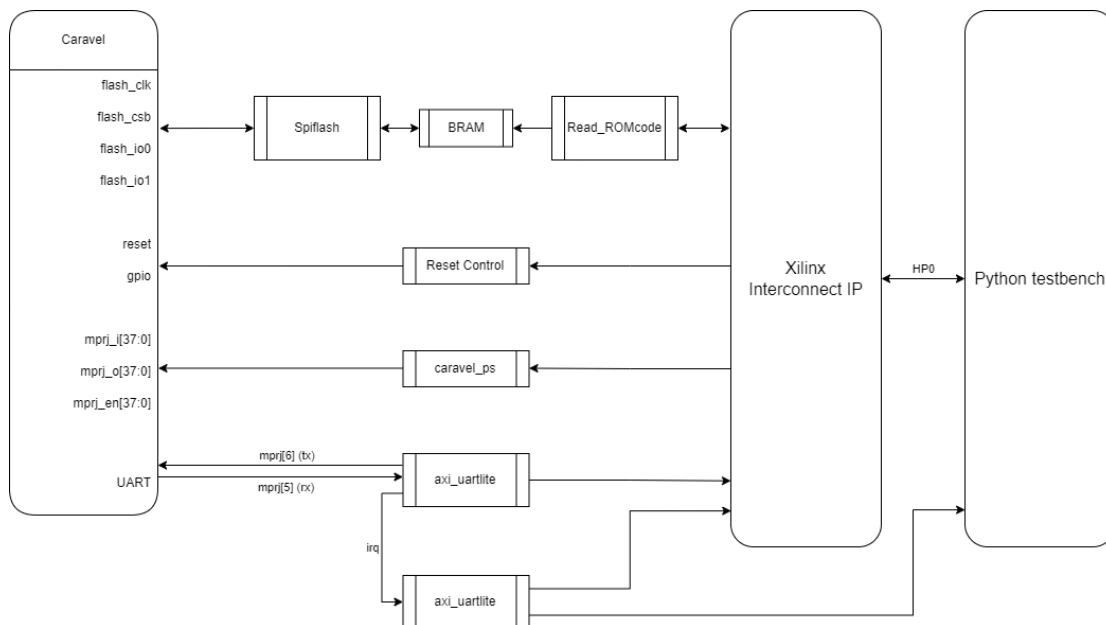 Caravel
flash_clk
flash_csb
flash_io0
flash_io1
Spiflash
BRAM
Read_ROMcode
reset
gpio
Reset Control
Xilinx
Interconnect IP
HP0
Python testbench
mprj_i[37:0]
mprj_o[37:0]
mprj_en[37:0]
caravel_ps
mprj[6] (tx)
UART
mprj[5] (rx)
axi_uartlite
irq
axi_uartlite